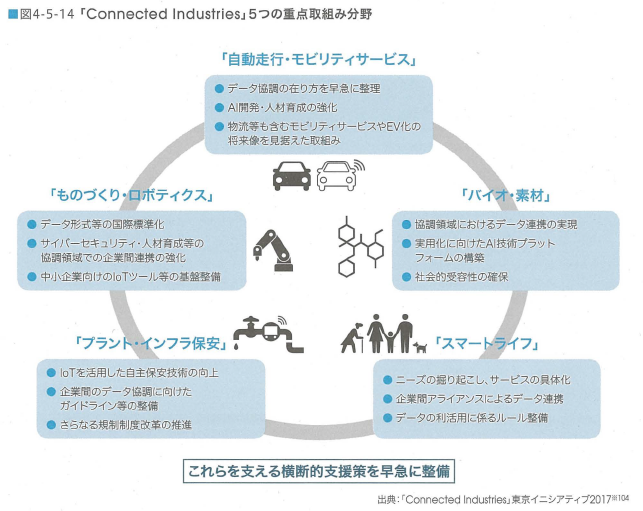 ■図4-5-14 「Connected Industries」5つの重点取組み分野
「自動走行・モビリティサービス」
● データ協調の在り方を早急に整理
● AI開発・人材育成の強化
● 物流等も含むモビリティサービスやEV化の
将来像を見据えた取組み
「ものづくり・ロボティクス」
● データ形式等の国際標準化
● サイバーセキュリティ・人材育成等の
協調領域での企業間連携の強化
● 中小企業向けのIoTツール等の基盤整備
「バイオ・素材」
● 協調領域におけるデータ連携の実現
● 実用化に向けたAI技術プラット
フォームの構築
● 社会的受容性の確保
「プラント・インフラ保安」
● IoTを活用した自主保安技術の向上
● 企業間のデータ協調に向けた
ガイドライン等の整備
● さらなる規制制度改革の推進
「スマートライフ」
● ニーズの掘り起こし、サービスの具体化
● 企業間アライアンスによるデータ連携
● データの利活用に係るルール整備
これらを支える横断的支援策を早急に整備
出典：「Connected Industries」東京イニシアティブ2017※104